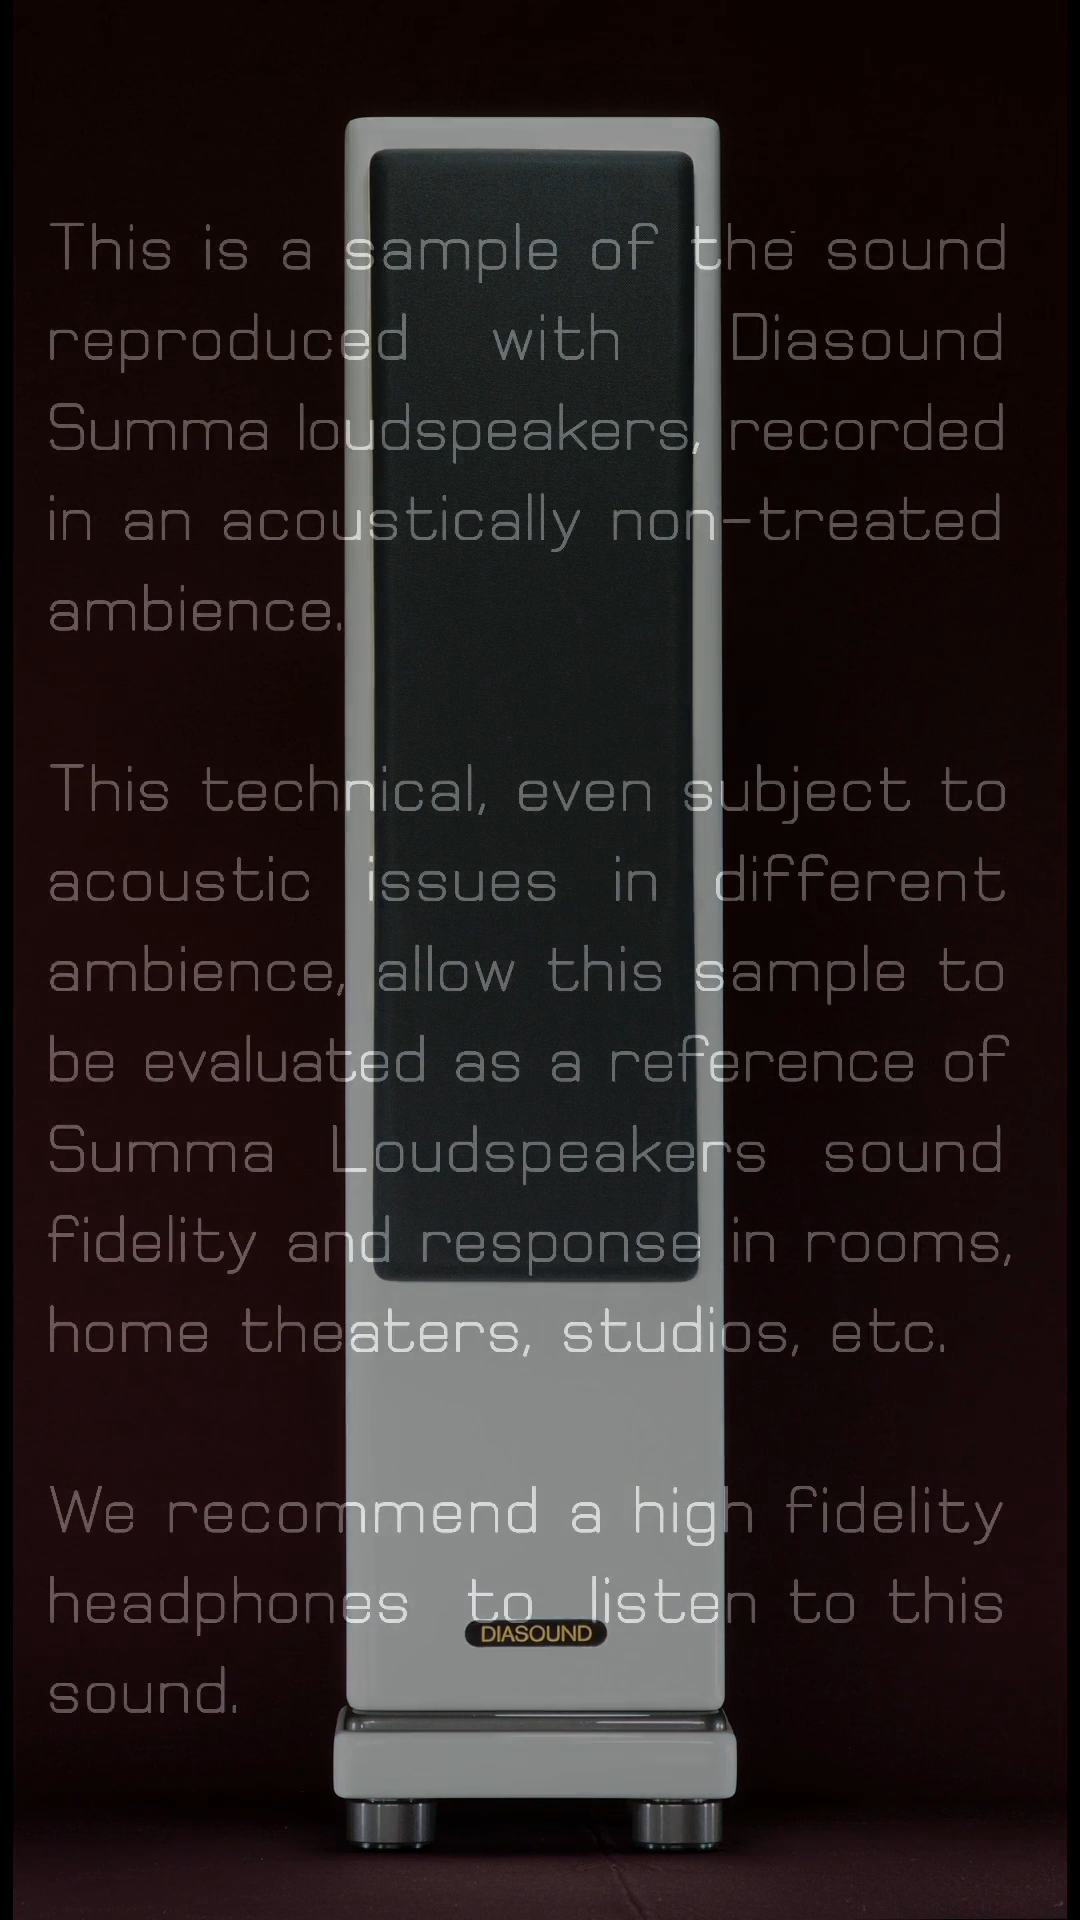 This is a sample of the sound
reproduced with Diasound
Summa loudspeakers, recorded
in an acoustically non-treated
ambience.
This technical, even subject to
acoustic issues in different
ambience, allow this sample to
be evaluated as a reference of
Summa Loudspeakers sound
fidelity and response in rooms,
home theaters, studios, etc.
We recommend a high fidelity
headphones to listen to this
DIASOUND
sound.